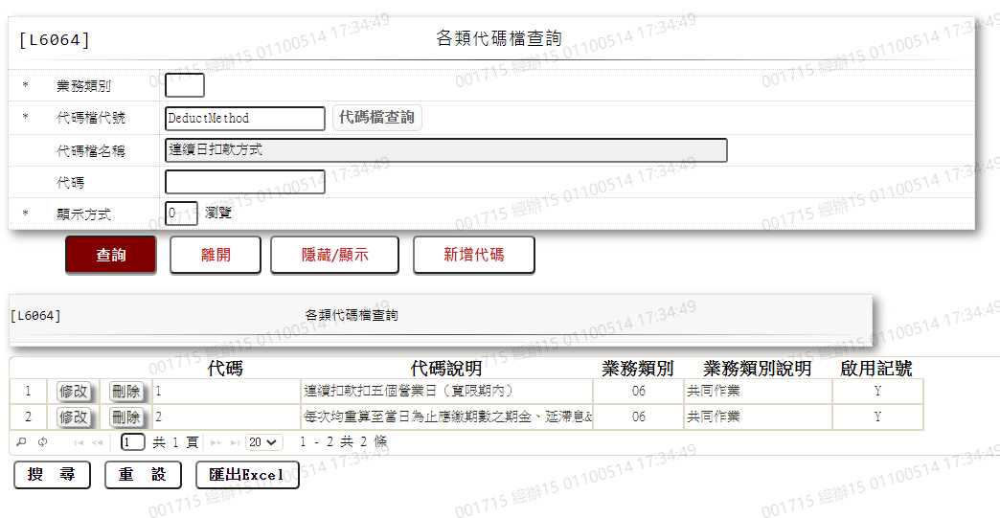 [L6064] 各類代碼檔查詢
* 業務類別
* 代碼檔代號 DeductMethod 代碼檔查詢
代碼檔名稱 連續日扣款方式
代碼
* 顯示方式 0 瀏覽
查詢 離開 隱藏/顯示 新增代碼
[L6064] 各類代碼檔查詢
代碼 代碼說明 業務類別 業務類別說明 啟用記號
1 修改 刪除 1 連續扣款扣五個營業日（寬限期內） 06 共同作業 Y
2 修改 刪除 2 每次均重算至當日為止應繳期數之期金、延滯息& 06 共同作業 Y
1 共 1 頁 20 1 - 2 共 2 條
搜 尋 重 設 匯出Excel
001715 經辦15 01100514 17:34:49